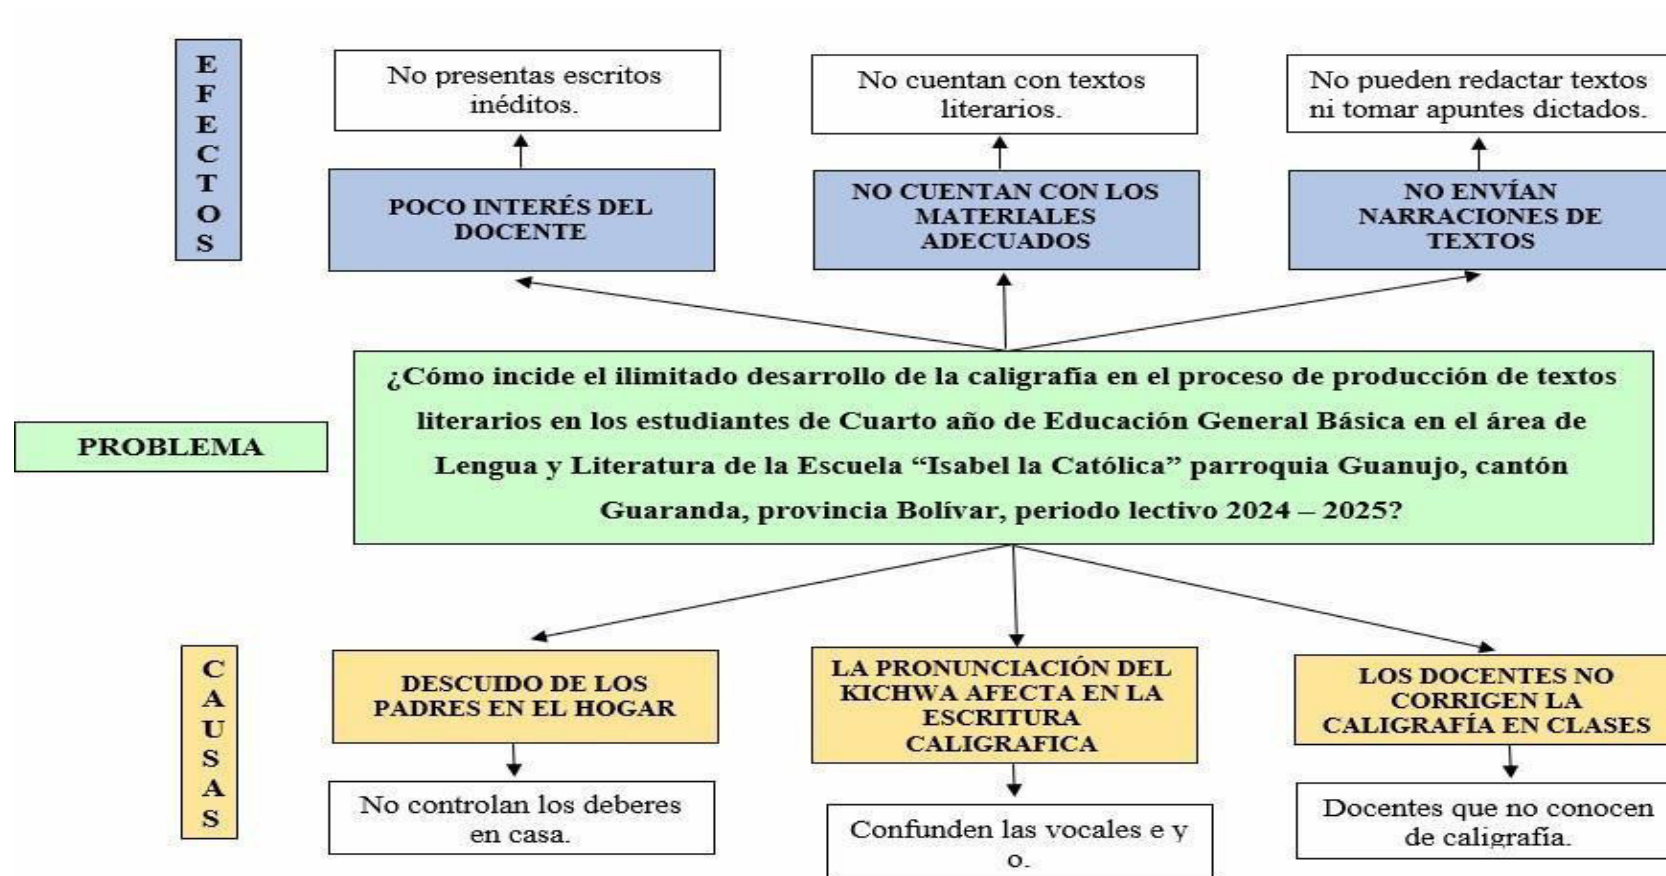 EFECTOS
No presentas escritos
inéditos.
No cuentan con textos
literarios.
No pueden redactar textos
ni tomar apuntes dictados.
POCO INTERÉS DEL
DOCENTE
NO CUENTAN CON LOS
MATERIALES
ADECUADOS
NO ENVÍAN
NARRACIONES DE
TEXTOS
PROBLEMA
¿Cómo incide el ilimitado desarrollo de la caligrafía en el proceso de producción de textos
literarios en los estudiantes de Cuarto año de Educación General Básica en el área de
Lengua y Literatura de la Escuela “Isabel la Católica” parroquia Guanujo, cantón
Guaranda, provincia Bolívar, periodo lectivo 2024 – 2025?
CAUSAS
DESCUIDO DE LOS
PADRES EN EL HOGAR
LA PRONUNCIACIÓN DEL
KICHWA AFECTA EN LA
ESCRITURA
CALIGRAFICA
LOS DOCENTES NO
CORRIGEN LA
CALIGRAFÍA EN CLASES
No controlan los deberes
en casa.
Confunden las vocales e y
o.
Docentes que no conocen
de caligrafía.